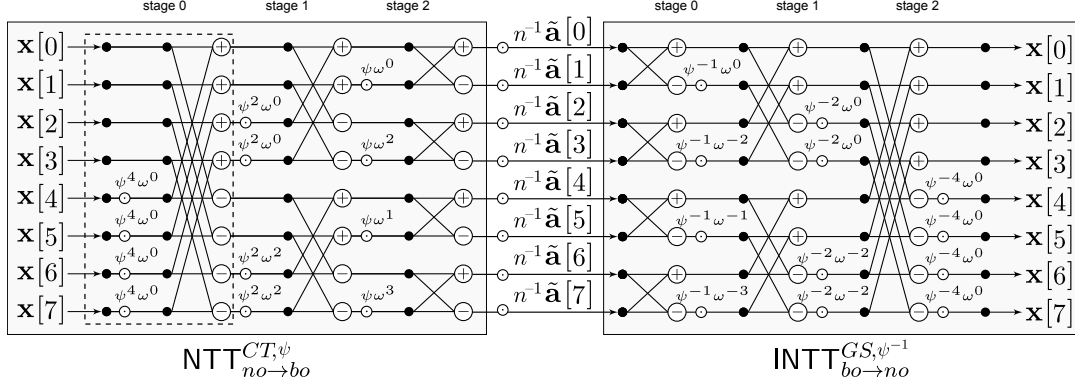 stage 0 stage 1 stage 2 stage 0 stage 1 stage 2
x[0] n⁻¹ã[0] x[0]
ψω⁰ ψ⁻¹ω⁰
x[1] n⁻¹ã[1] x[1]
ψ²ω⁰ ψ⁻²ω⁰
x[2] n⁻¹ã[2] x[2]
ψ²ω⁰ ψω² ψ⁻¹ω⁻² ψ⁻²ω⁰
x[3] n⁻¹ã[3] x[3]
ψ⁴ω⁰ ψ⁻⁴ω⁰
x[4] n⁻¹ã[4] x[4]
ψ⁴ω⁰ ψω¹ ψ⁻¹ω⁻¹ ψ⁻⁴ω⁰
x[5] n⁻¹ã[5] x[5]
ψ⁴ω⁰ ψ²ω² ψ⁻²ω⁻² ψ⁻⁴ω⁰
x[6] n⁻¹ã[6] x[6]
ψ⁴ω⁰ ψ²ω² ψω³ ψ⁻¹ω⁻³ ψ⁻²ω⁻² ψ⁻⁴ω⁰
x[7] n⁻¹ã[7] x[7]
NTT^{CT,ψ}_{no→bo} INTT^{GS,ψ⁻¹}_{bo→no}